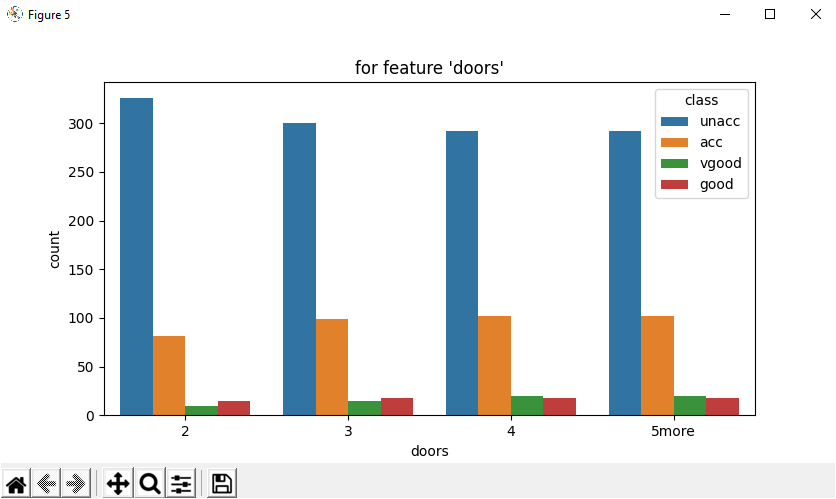 Figure 5
for feature 'doors'
class
unacc
acc
vgood
good
300
250
200
150
100
50
0
count
2 3 4 5more
doors